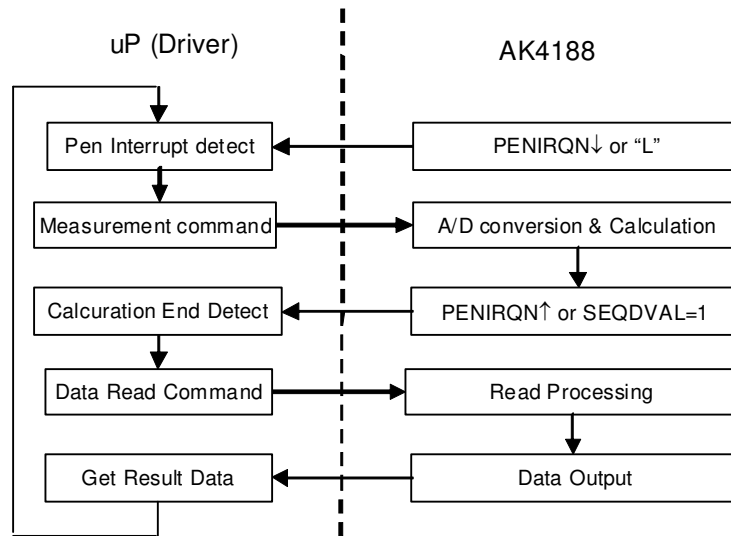 uP (Driver)
AK4188
Pen Interrupt detect
PENIRQN↓ or “L”
Measurement command
A/D conversion & Calculation
Calcuration End Detect
PENIRQN↑ or SEQDVAL=1
Data Read Command
Read Processing
Get Result Data
Data Output